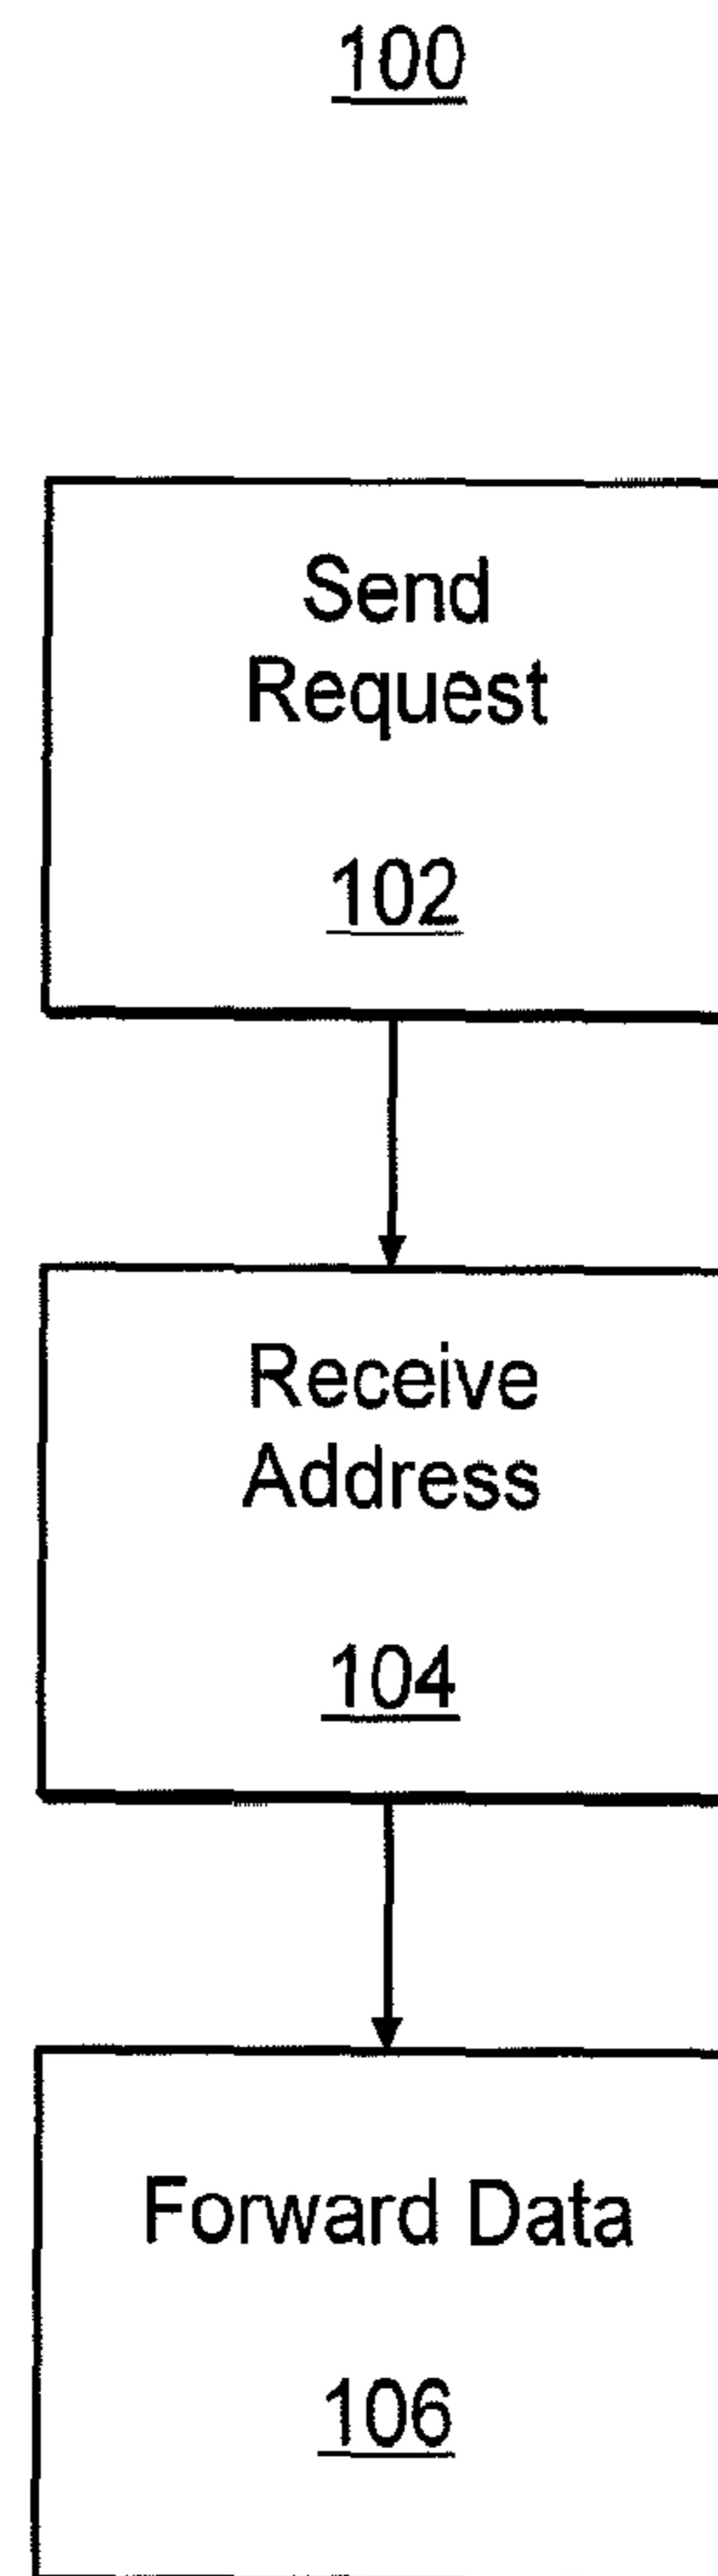 100
Send
Request
102
Receive
Address
104
Forward Data
106